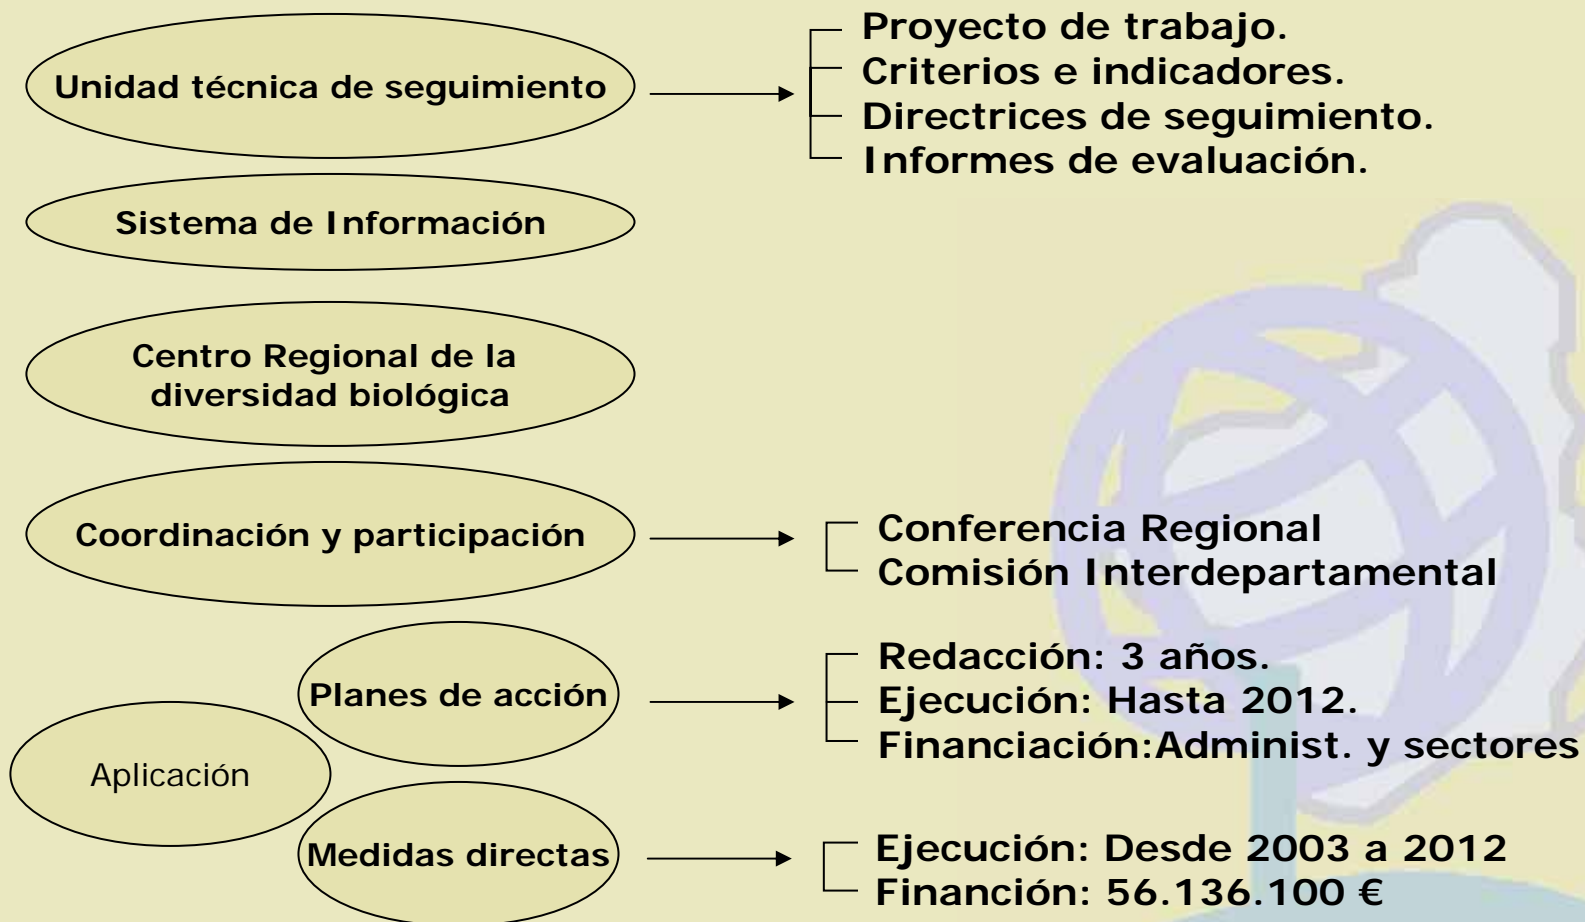 Unidad técnica de seguimiento
Proyecto de trabajo.
Criterios e indicadores.
Directrices de seguimiento.
Informes de evaluación.
Sistema de Información
Centro Regional de la
diversidad biológica
Coordinación y participación
Conferencia Regional
Comisión Interdepartamental
Aplicación
Planes de acción
Redacción: 3 años.
Ejecución: Hasta 2012.
Financiación:Administ. y sectores
Medidas directas
Ejecución: Desde 2003 a 2012
Financión: 56.136.100 €